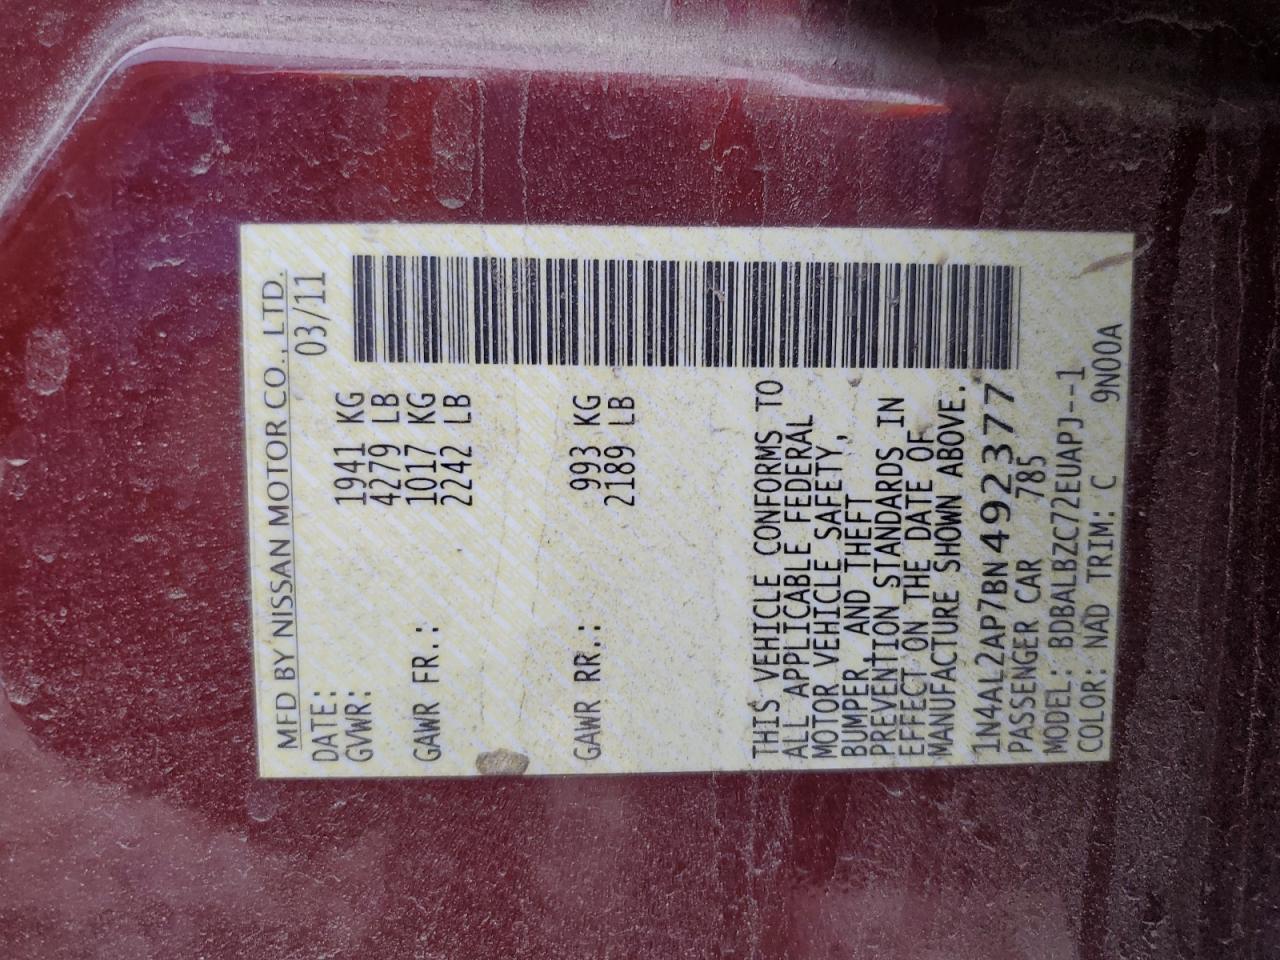 MFD BY NISSAN MOTOR CO., LTD.
DATE: 03/11
GVWR: 1941 KG
4279 LB
GAWR FR.: 1017 KG
2242 LB
GAWR RR.: 993 KG
2189 LB
THIS VEHICLE CONFORMS TO
ALL APPLICABLE FEDERAL
MOTOR VEHICLE SAFETY,
BUMPER, AND THEFT
PREVENTION STANDARDS IN
EFFECT ON THE DATE OF
MANUFACTURE SHOWN ABOVE.
1N4AL2AP7BN492377
PASSENGER CAR 785
MODEL: BDBALBZC72EUAPJ--1
COLOR: NAD TRIM: C 9N00A